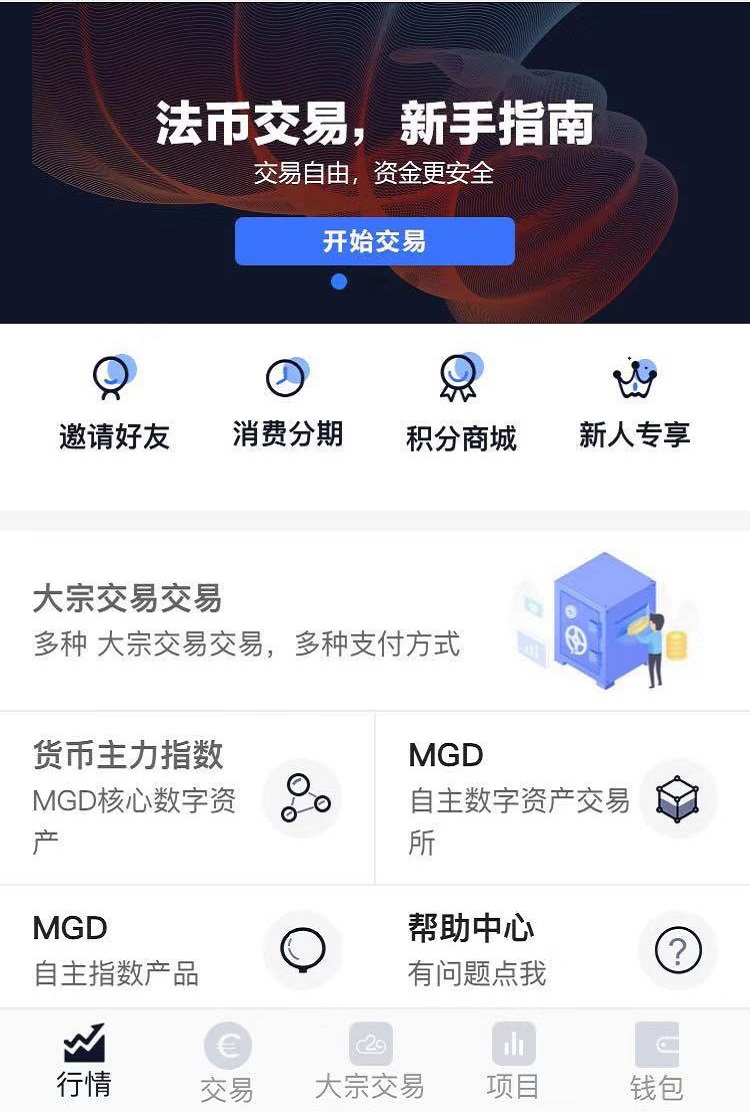 法币交易，新手指南
交易自由，资金更安全
开始交易
邀请好友
消费分期
积分商城
新人专享
大宗交易交易
多种 大宗交易交易，多种支付方式
货币主力指数
MGD核心数字资
产
MGD
自主数字资产交易
所
MGD
自主指数产品
帮助中心
有问题点我
?
行情
€
交易
c2c
大宗交易
项目
钱包